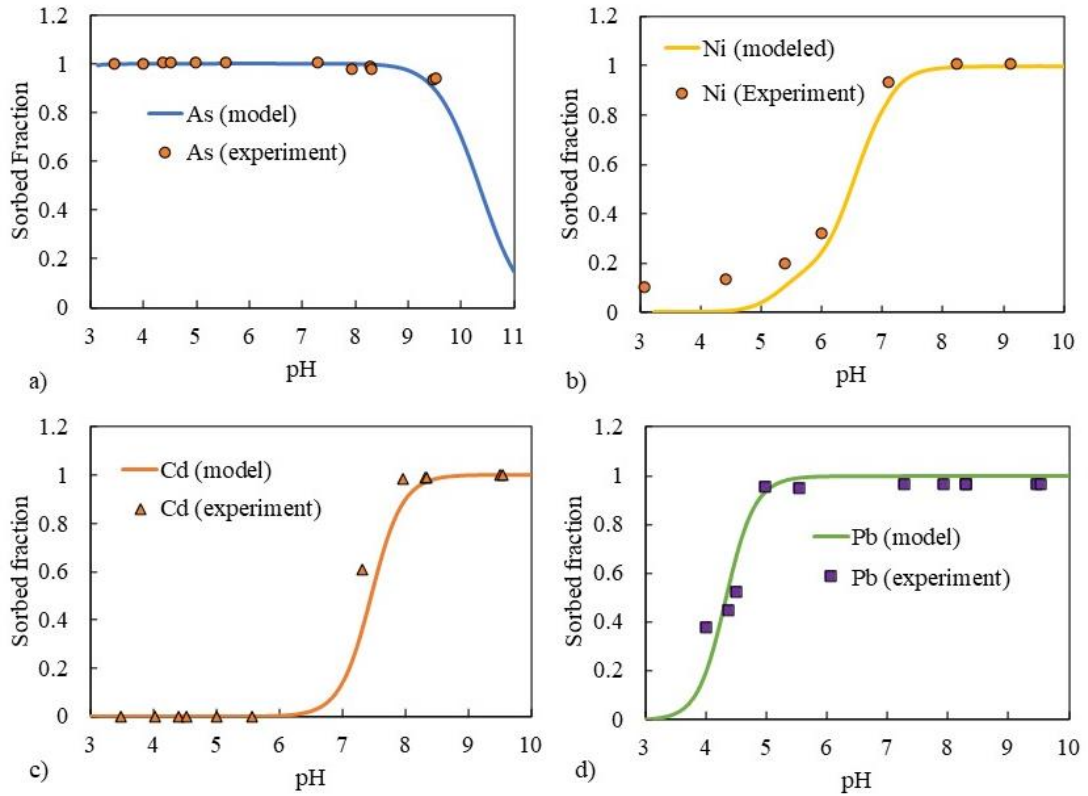 1.2
1
0.8
0.6
0.4
0.2
0
Sorbed Fraction
As (model)
As (experiment)
3 4 5 6 7 8 9 10 11
pH
a)
1.2
1
0.8
0.6
0.4
0.2
0
Sorbed fraction
Ni (modeled)
Ni (Experiment)
3 4 5 6 7 8 9 10
pH
b)
1.2
1
0.8
0.6
0.4
0.2
0
Sorbed fraction
Cd (model)
Cd (experiment)
3 4 5 6 7 8 9 10
pH
c)
1.2
1
0.8
0.6
0.4
0.2
0
Sorbed fraction
Pb (model)
Pb (experiment)
3 4 5 6 7 8 9 10
pH
d)